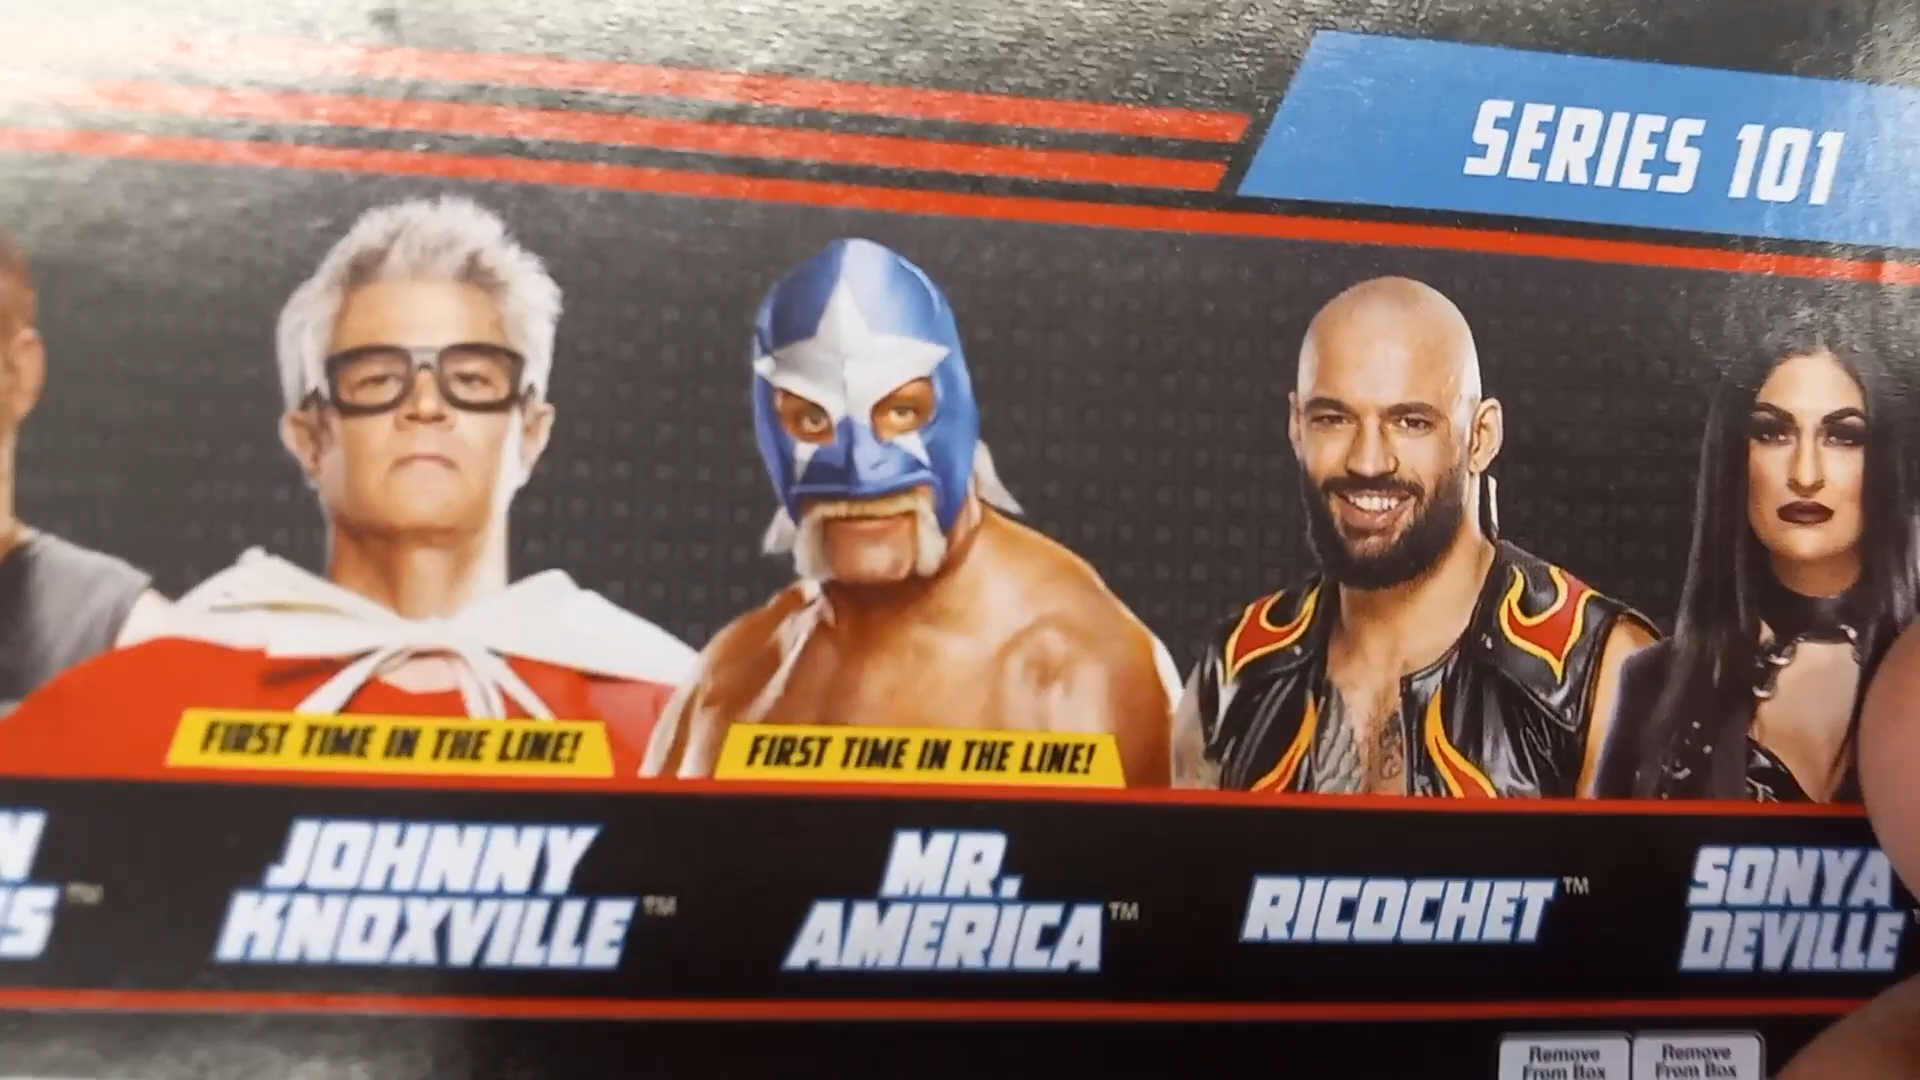 SERIES 101
FIRST TIME IN THE LINE!
FIRST TIME IN THE LINE!
N
S™
JOHNNY
KNOXVILLE™
MR.
AMERICA™
RICOCHET™
SONYA
DEVILLE
Remove
From Box
Remove
From Box